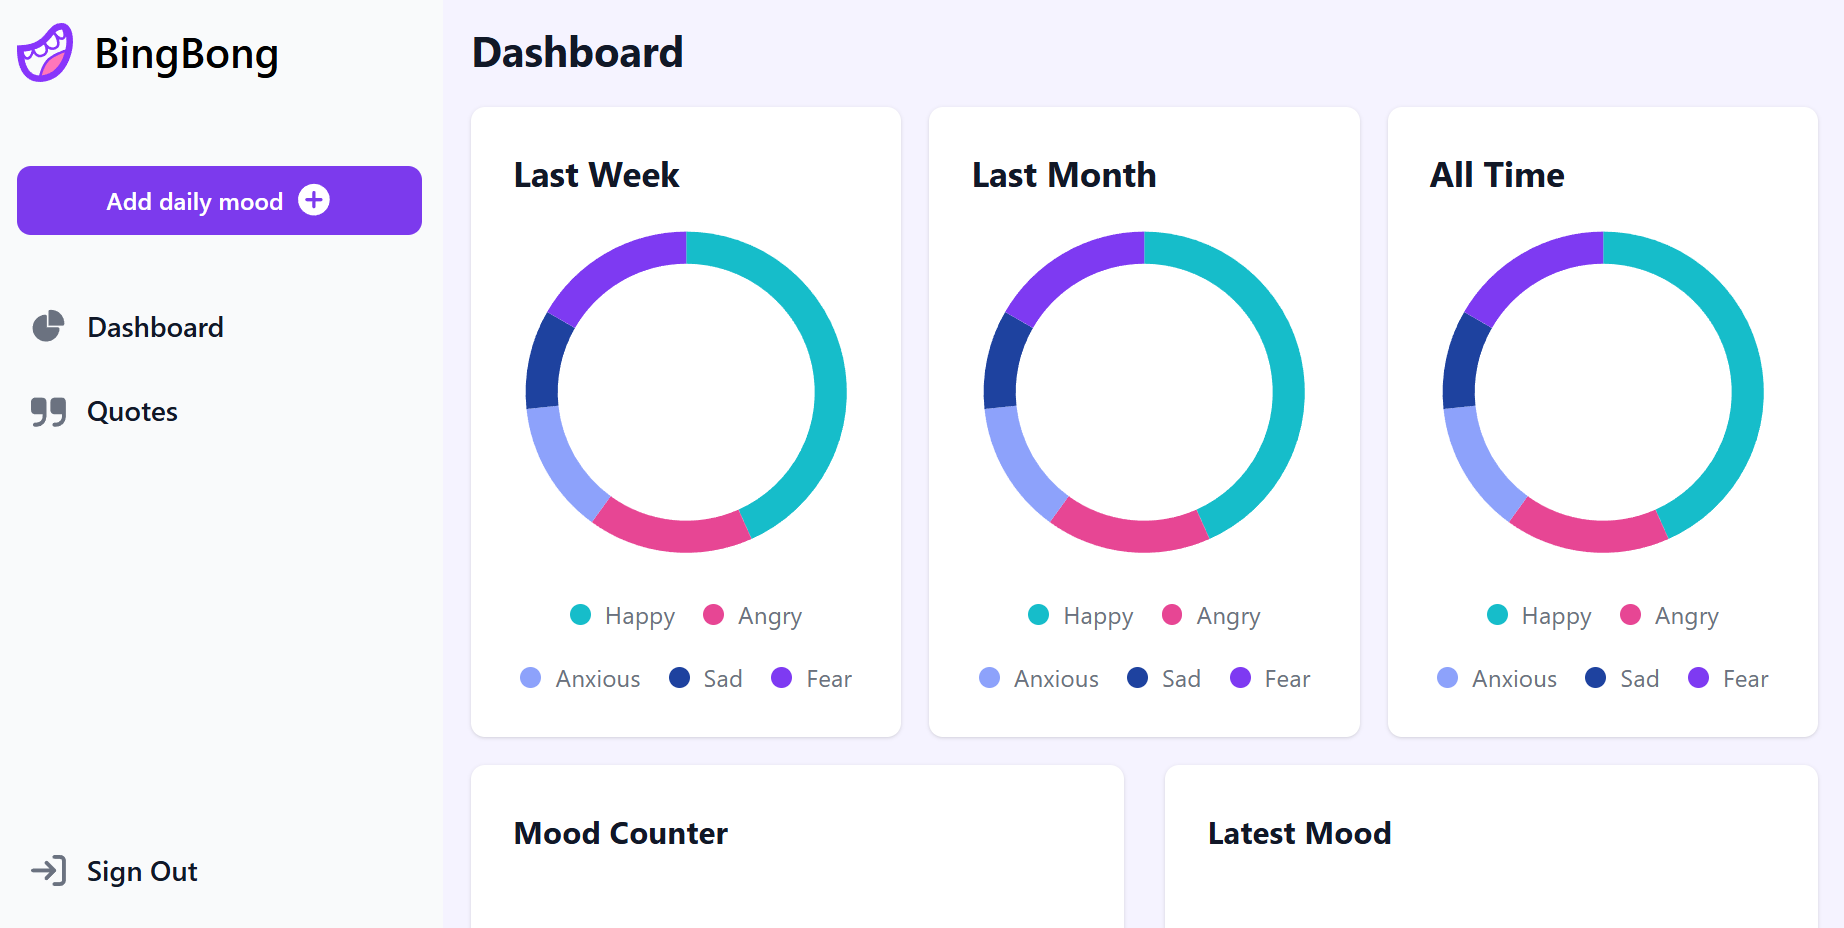 BingBong
Add daily mood
Dashboard
Quotes
Sign Out
Dashboard
Last Week
Happy Angry
Anxious Sad Fear
Last Month
Happy Angry
Anxious Sad Fear
All Time
Happy Angry
Anxious Sad Fear
Mood Counter
Latest Mood